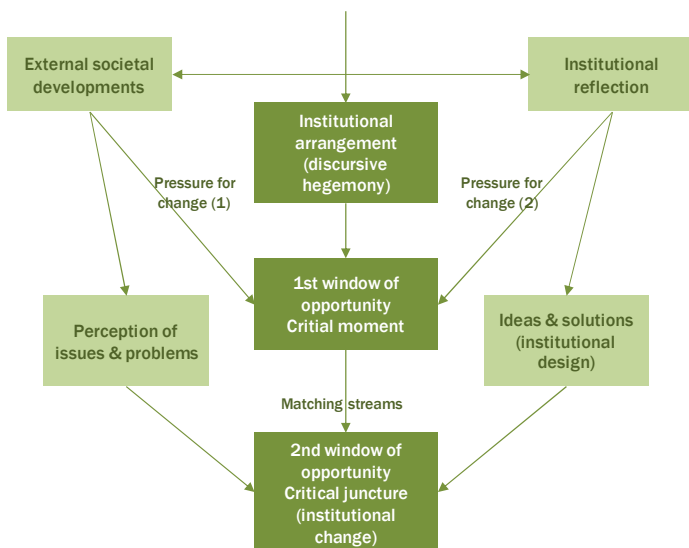 External societal
developments
Institutional
reflection
Institutional
arrangement
(discursive
hegemony)
Pressure for
change (1)
Pressure for
change (2)
1st window of
opportunity
Critial moment
Perception of
issues & problems
Ideas & solutions
(institutional
design)
Matching streams
2nd window of
opportunity
Critical juncture
(institutional
change)